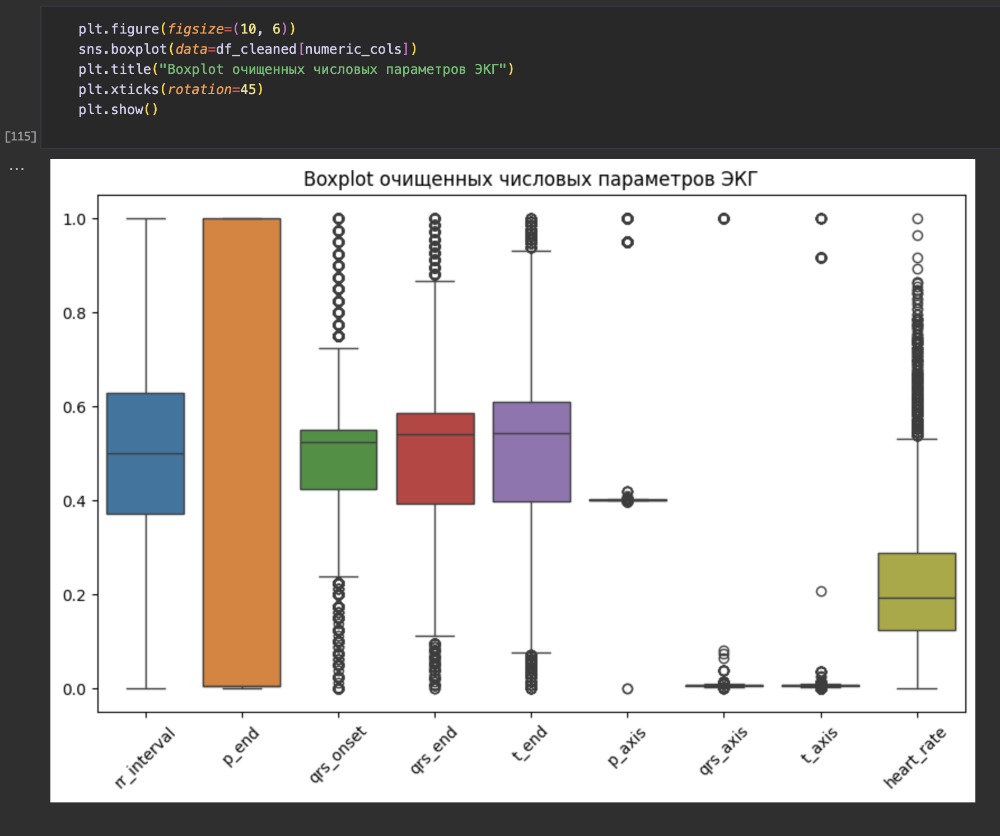 plt.figure(figsize=(10, 6))
sns.boxplot(data=df_cleaned[numeric_cols])
plt.title("Boxplot очищенных числовых параметров ЭКГ")
plt.xticks(rotation=45)
plt.show()
[115]
...
Boxplot очищенных числовых параметров ЭКГ
1.0
0.8
0.6
0.4
0.2
0.0
rr_interval
p_end
qrs_onset
qrs_end
t_end
p_axis
qrs_axis
t_axis
heart_rate